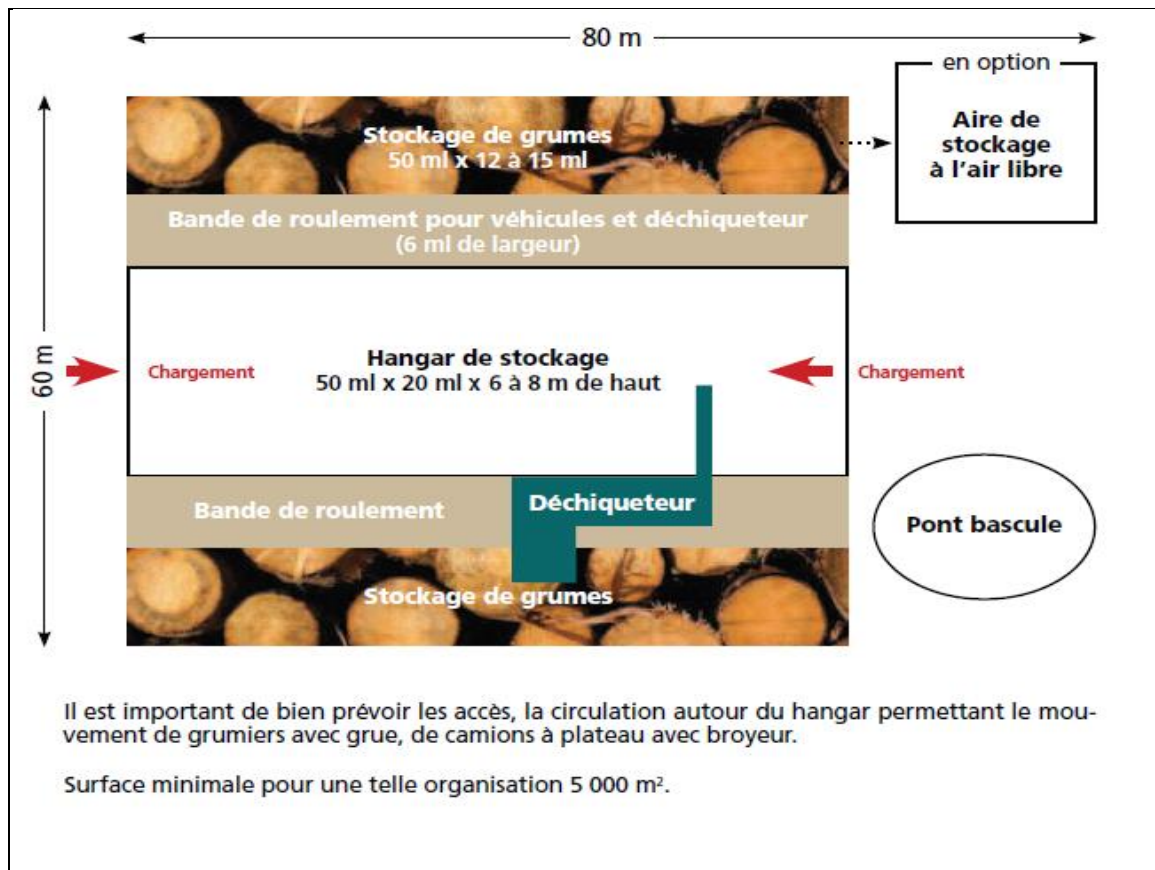 80 m
en option
Aire de
stockage
à l'air libre
Stockage de grumes
50 ml x 12 à 15 ml
Bande de roulement pour véhicules et déchiqueteur
(6 ml de largeur)
60 m
Chargement
Hangar de stockage
50 ml x 20 ml x 6 à 8 m de haut
Chargement
Bande de roulement
Déchiqueteur
Pont bascule
Stockage de grumes
Il est important de bien prévoir les accès, la circulation autour du hangar permettant le mou-
vement de grumiers avec grue, de camions à plateau avec broyeur.
Surface minimale pour une telle organisation 5 000 m².